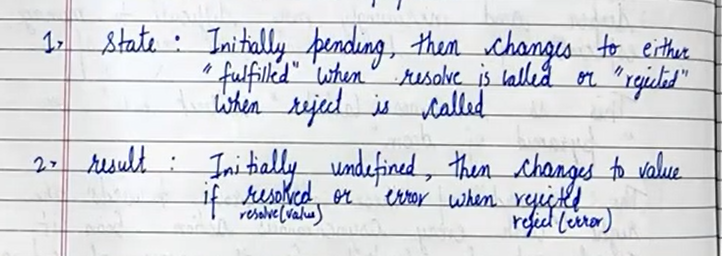 1> state : Initially pending, then changes to either
"fulfilled" when resolve is called or "rejected"
when reject is called
2> result : Initially undefined, then changes to value
if resolved or error when rejected
resolve(value) reject(error)